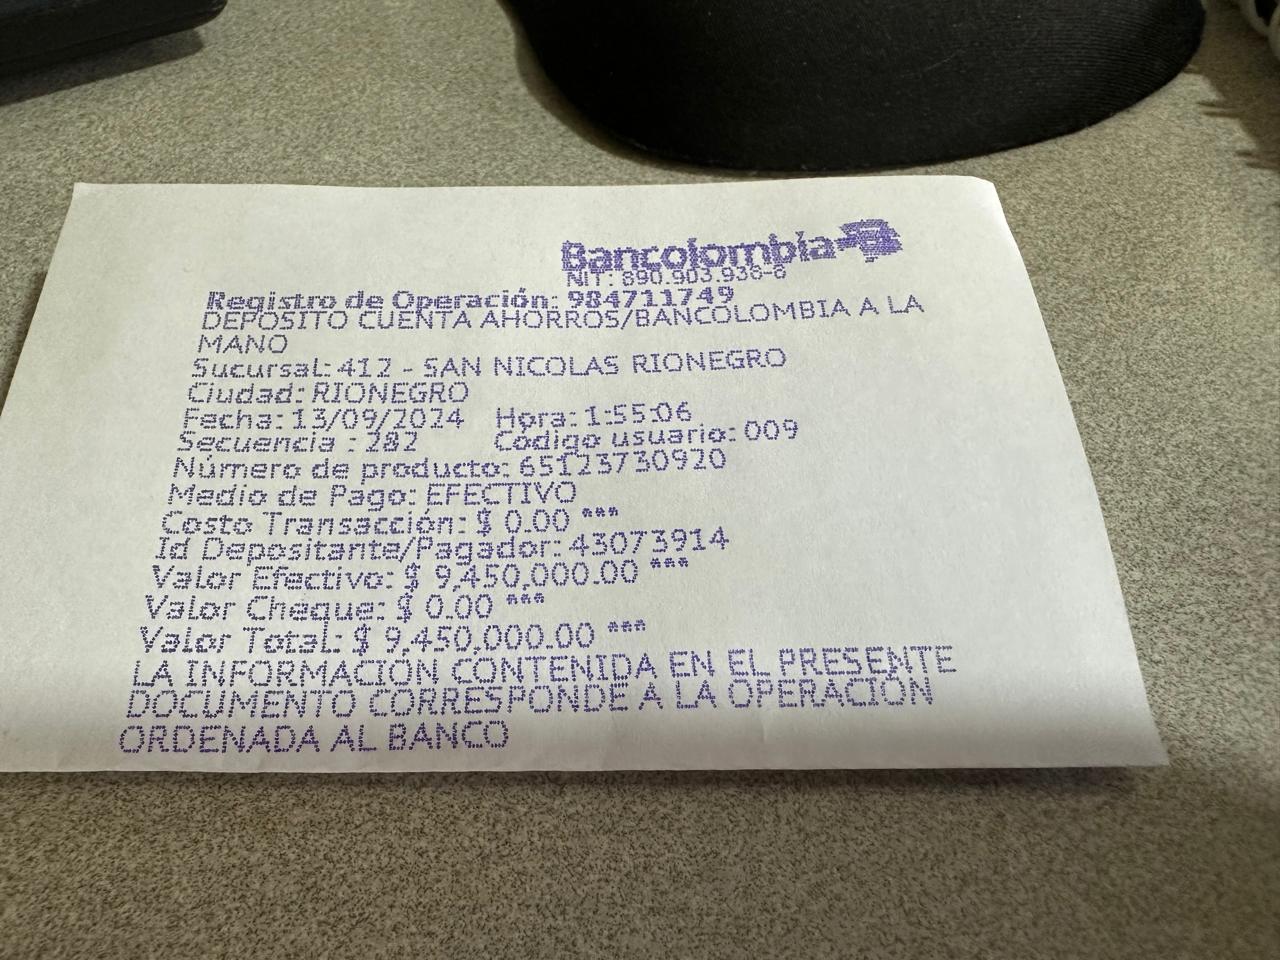 Bancolombia
NIT: 890.903.938-8
Registro de Operación: 984711749
DEPOSITO CUENTA AHORROS/BANCOLOMBIA A LA
MANO
Sucursal: 412 - SAN NICOLAS RIONEGRO
Ciudad: RIONEGRO
Fecha: 13/09/2024 Hora: 1:55:06
Secuencia : 282 Código usuario: 009
Número de producto: 65123730920
Medio de Pago: EFECTIVO
Costo Transacción: $ 0.00 ***
Id Depositante/Pagador: 43073914
Valor Efectivo: $ 9,450,000.00 ***
Valor Cheque: $ 0.00 ***
Valor Total: $ 9,450,000.00 ***
LA INFORMACIÓN CONTENIDA EN EL PRESENTE
DOCUMENTO CORRESPONDE A LA OPERACIÓN
ORDENADA AL BANCO